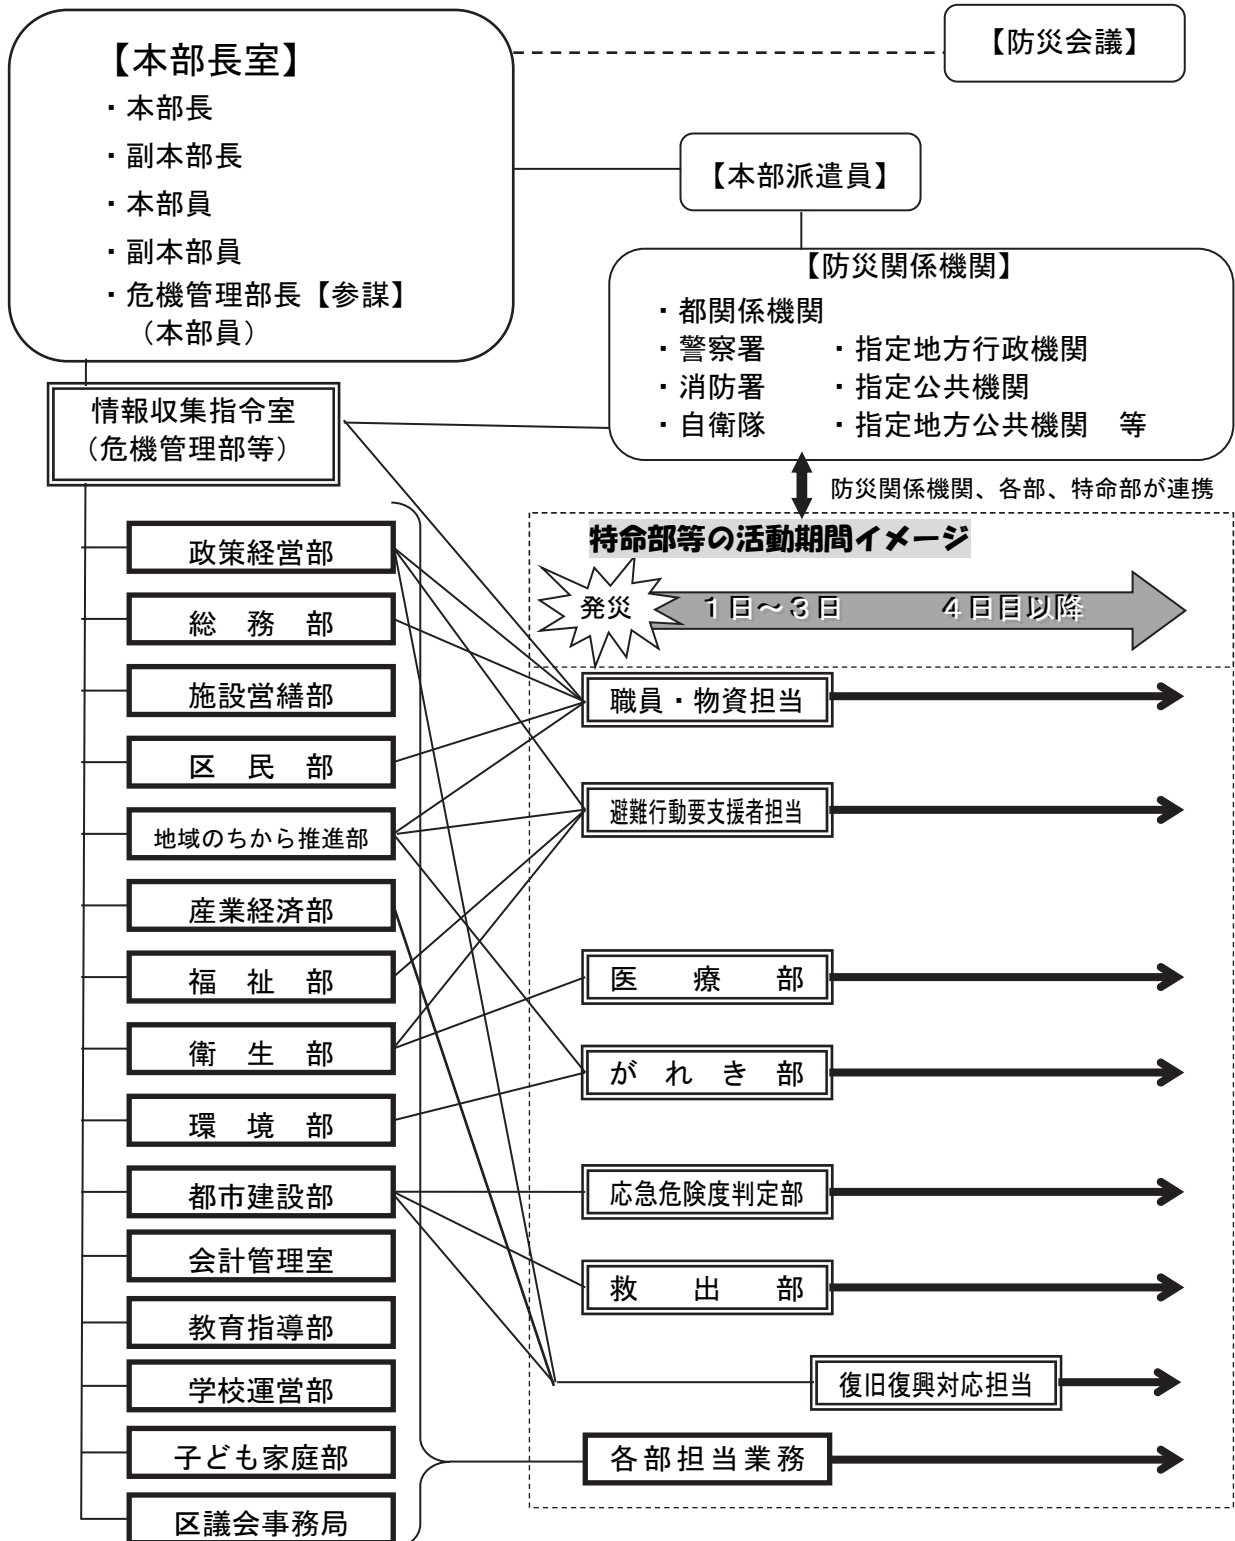 【本部長室】
・本部長
・副本部長
・本部員
・副本部員
・危機管理部長【参謀】
（本部員）
【防災会議】
【本部派遣員】
【防災関係機関】
・都関係機関
・警察署　・指定地方行政機関
・消防署　・指定公共機関
・自衛隊　・指定地方公共機関　等
情報収集指令室
（危機管理部等）
防災関係機関、各部、特命部が連携
特命部等の活動期間イメージ
発災　１日～３日　４日目以降
政策経営部
総　務　部
施設営繕部
区　民　部
地域のちから推進部
産業経済部
福　祉　部
衛　生　部
環　境　部
都市建設部
会計管理室
教育指導部
学校運営部
子ども家庭部
区議会事務局
職員・物資担当
避難行動要支援者担当
医　療　部
が　れ　き　部
応急危険度判定部
救　出　部
復旧復興対応担当
各部担当業務